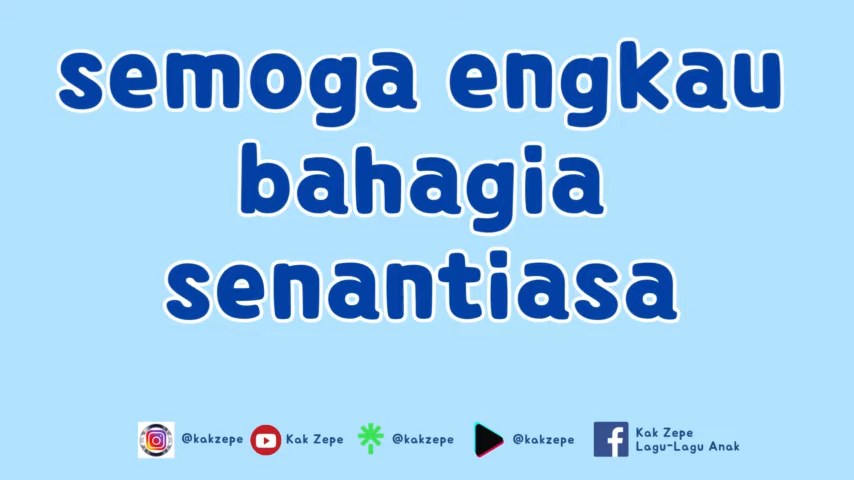 semoga engkau
bahagia
senantiasa
@kakzepe Kak Zepe @kakzepe @kakzepe Kak Zepe
Lagu-Lagu Anak